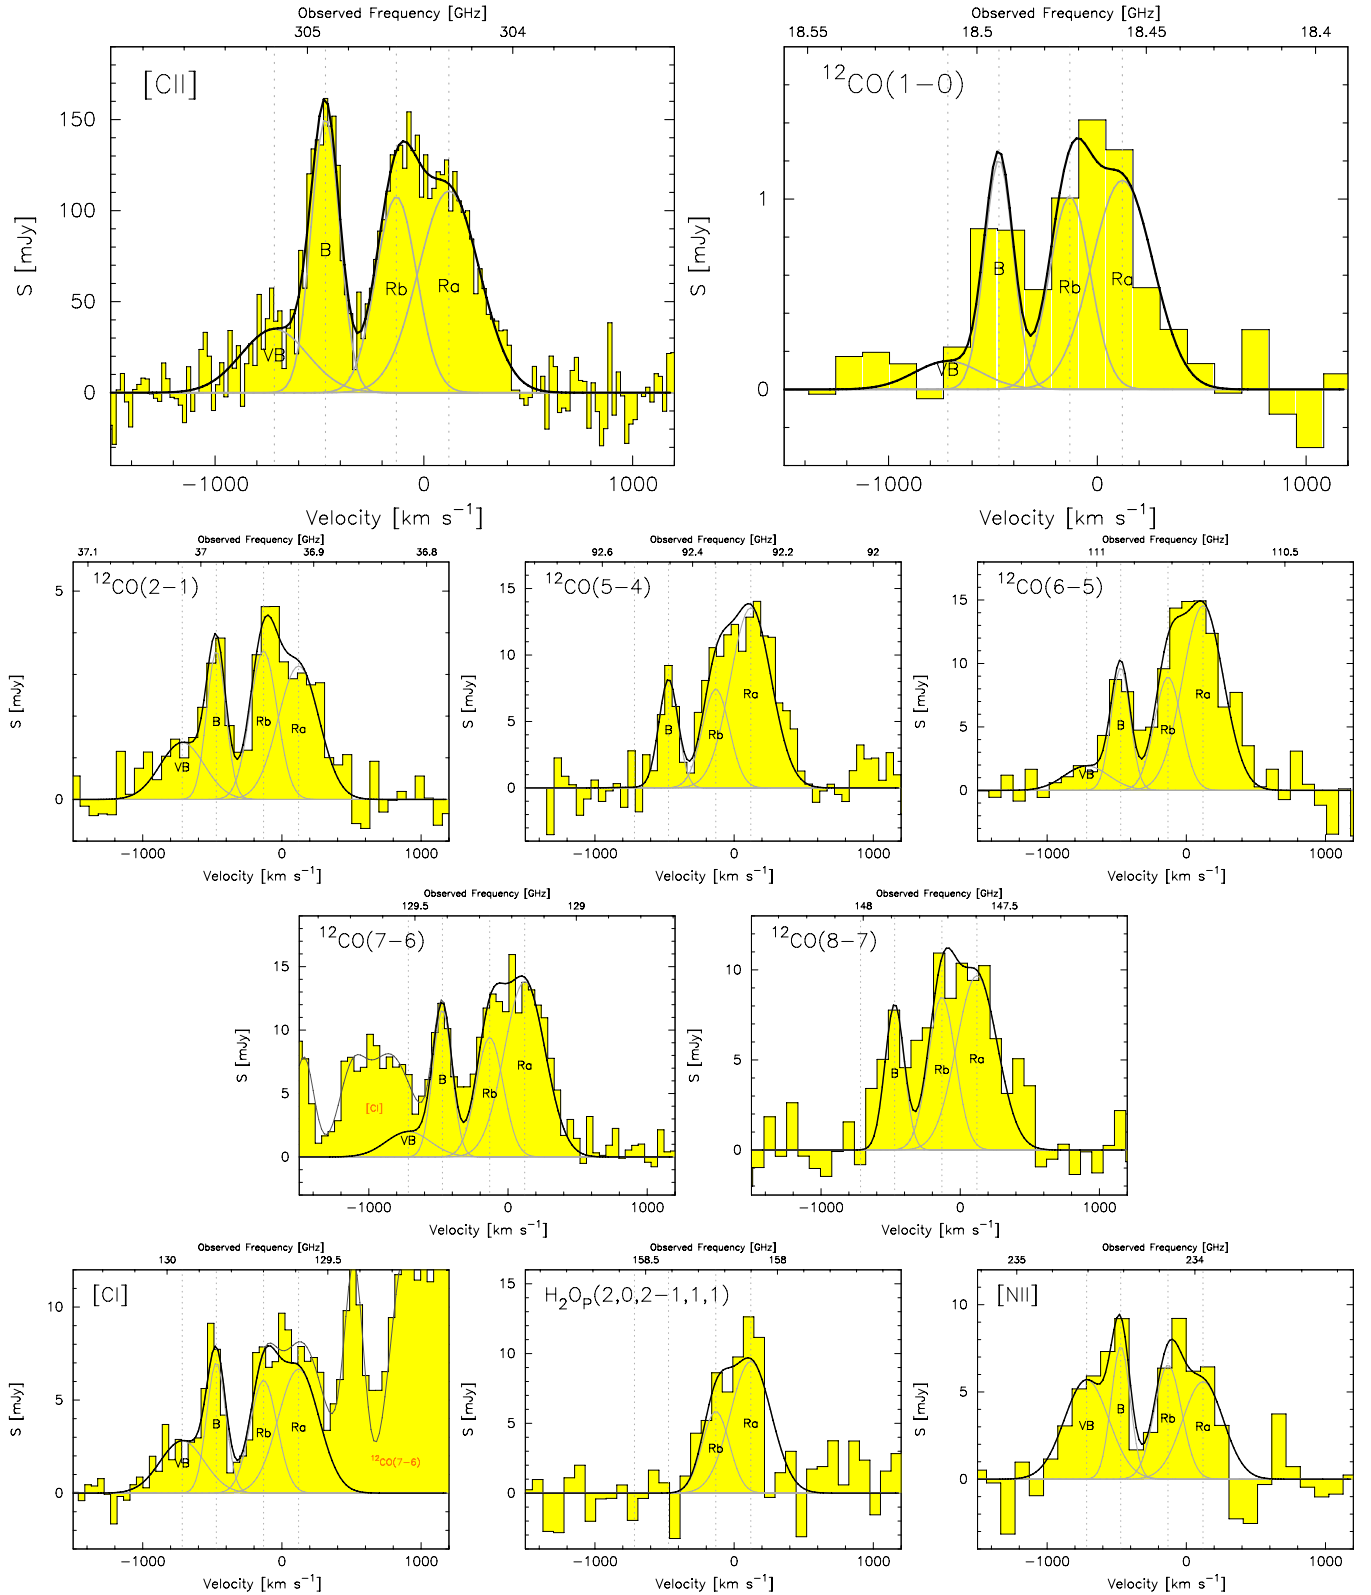 Observed Frequency [GHz]
305 304
[CII]
S [mJy]
150
100
50
0
VB B Rb Ra
−1000 0 1000
Velocity [km s⁻¹]
Observed Frequency [GHz]
18.55 18.5 18.45 18.4
¹²CO(1−0)
S [mJy]
1
0
VB B Rb Ra
−1000 0 1000
Velocity [km s⁻¹]
Observed Frequency [GHz]
37.1 37 36.9 36.8
¹²CO(2−1)
S [mJy]
5
0
VB B Rb Ra
−1000 0 1000
Velocity [km s⁻¹]
Observed Frequency [GHz]
92.6 92.4 92.2 92
¹²CO(5−4)
S [mJy]
15
10
5
0
B Rb Ra
−1000 0 1000
Velocity [km s⁻¹]
Observed Frequency [GHz]
111 110.5
¹²CO(6−5)
S [mJy]
15
10
5
0
VB B Rb Ra
−1000 0 1000
Velocity [km s⁻¹]
Observed Frequency [GHz]
129.5 129
¹²CO(7−6)
S [mJy]
15
10
5
0
[CI] VB B Rb Ra
−1000 0 1000
Velocity [km s⁻¹]
Observed Frequency [GHz]
148 147.5
¹²CO(8−7)
S [mJy]
10
5
0
B Rb Ra
−1000 0 1000
Velocity [km s⁻¹]
Observed Frequency [GHz]
130 129.5
[CI]
S [mJy]
10
5
0
VB B Rb Ra ¹²CO(7−6)
−1000 0 1000
Velocity [km s⁻¹]
Observed Frequency [GHz]
158.5 158
H₂Oₚ(2,0,2−1,1,1)
S [mJy]
15
10
5
0
Rb Ra
−1000 0 1000
Velocity [km s⁻¹]
Observed Frequency [GHz]
235 234
[NII]
S [mJy]
10
5
0
VB B Rb Ra
−1000 0 1000
Velocity [km s⁻¹]